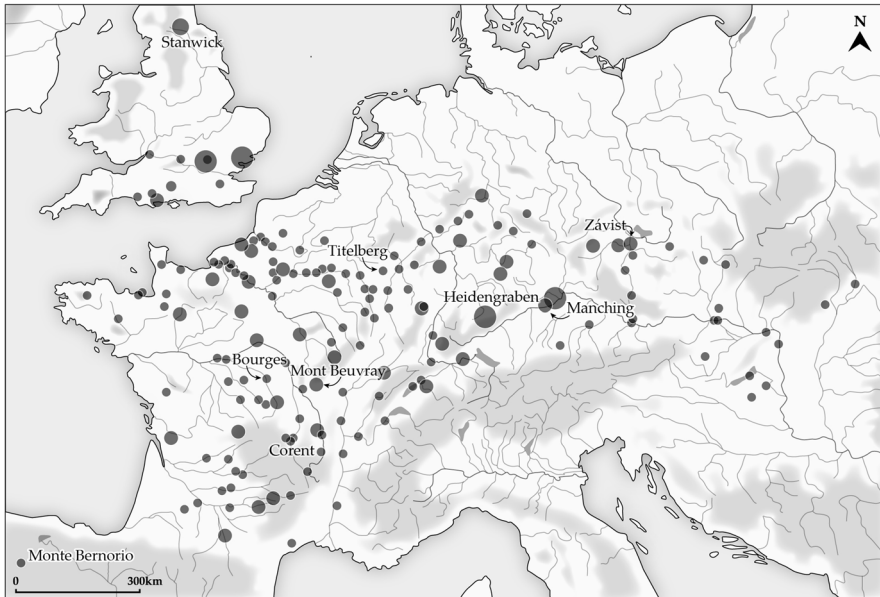 N
Stanwick
Závist
Titelberg
Heidengraben
Manching
Bourges
Mont Beuvray
Corent
Monte Bernorio
0
300km